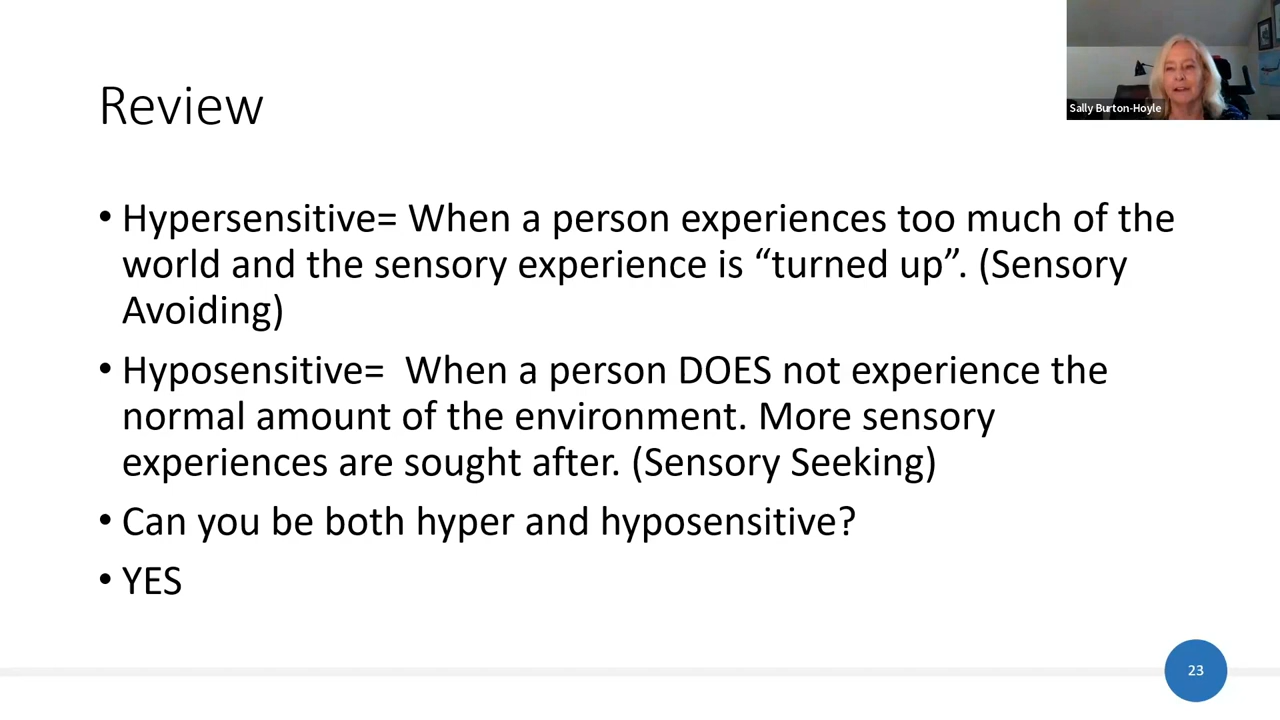 Sally Burton-Hoyle
Review
• Hypersensitive= When a person experiences too much of the
world and the sensory experience is “turned up”. (Sensory
Avoiding)
• Hyposensitive=  When a person DOES not experience the
normal amount of the environment. More sensory
experiences are sought after. (Sensory Seeking)
• Can you be both hyper and hyposensitive?
• YES
23